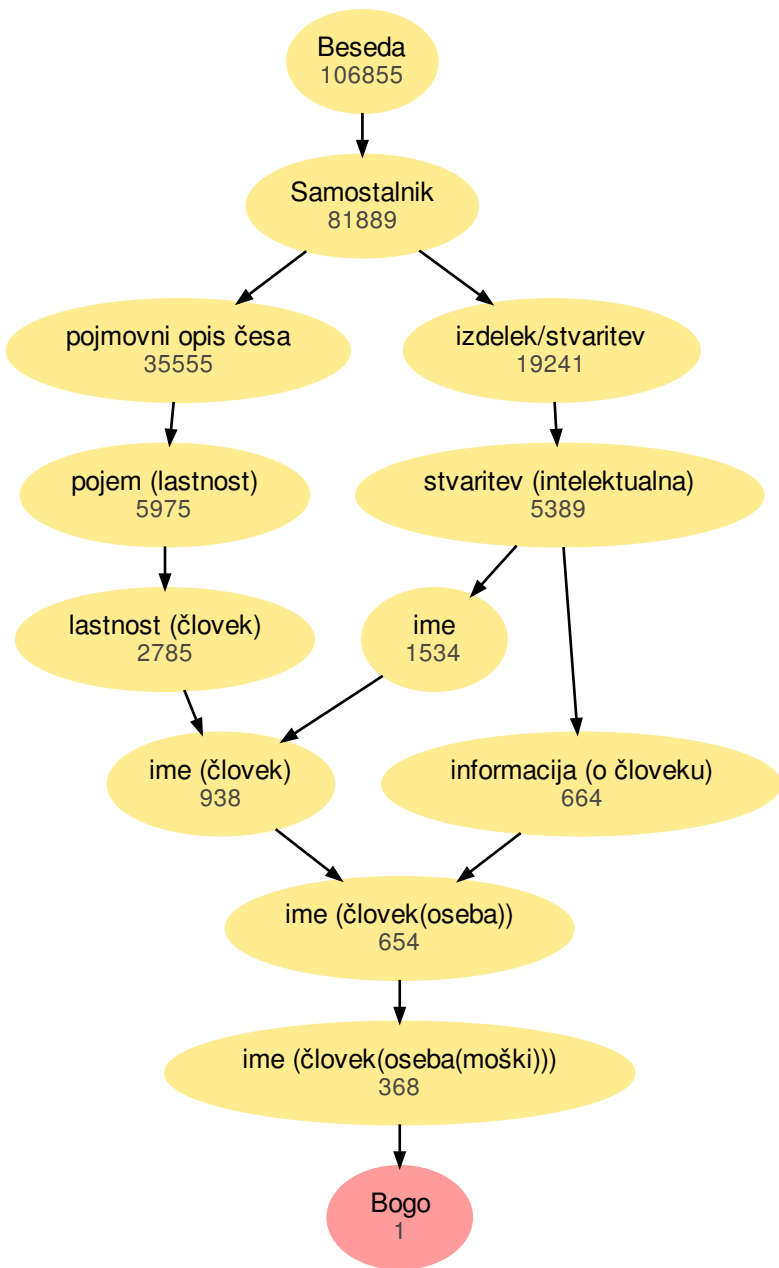 Beseda
106855
Samostalnik
81889
pojmovni opis česa
35555
izdelek/stvaritev
19241
pojem (lastnost)
5975
stvaritev (intelektualna)
5389
lastnost (človek)
2785
ime
1534
ime (človek)
938
informacija (o človeku)
664
ime (človek(oseba))
654
ime (človek(oseba(moški)))
368
Bogo
1